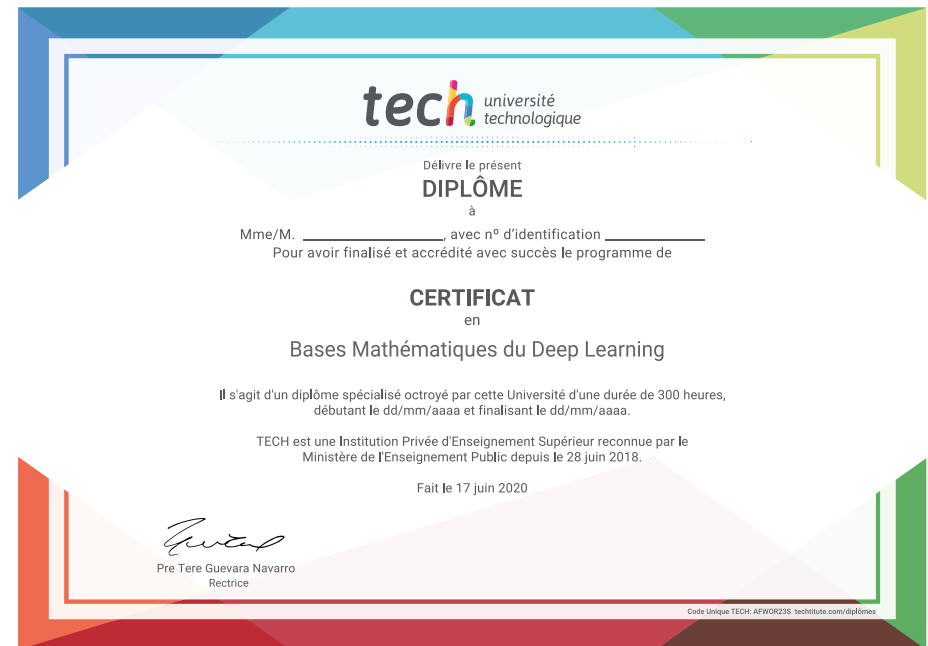 tech université
technologique
Délivre le présent
DIPLÔME
à
Mme/M. ____________________, avec nº d'identification ______________
Pour avoir finalisé et accrédité avec succès le programme de
CERTIFICAT
en
Bases Mathématiques du Deep Learning
Il s'agit d'un diplôme spécialisé octroyé par cette Université d'une durée de 300 heures,
débutant le dd/mm/aaaa et finalisant le dd/mm/aaaa.
TECH est une Institution Privée d'Enseignement Supérieur reconnue par le
Ministère de l'Enseignement Public depuis le 28 juin 2018.
Fait le 17 juin 2020
Pre Tere Guevara Navarro
Rectrice
Code Unique TECH: AFWOR23S techtitute.com/diplômes